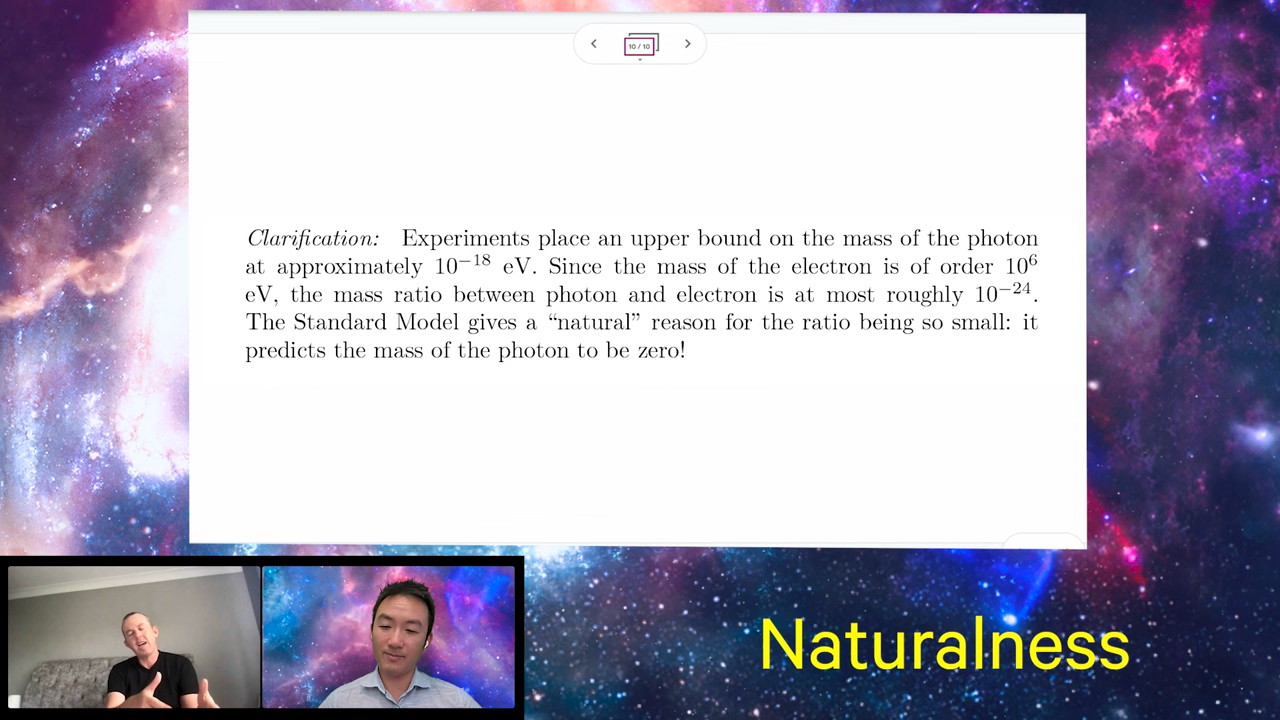 10 / 10
Clarification: Experiments place an upper bound on the mass of the photon
at approximately 10⁻¹⁸ eV. Since the mass of the electron is of order 10⁶
eV, the mass ratio between photon and electron is at most roughly 10⁻²⁴.
The Standard Model gives a “natural” reason for the ratio being so small: it
predicts the mass of the photon to be zero!
Naturalness